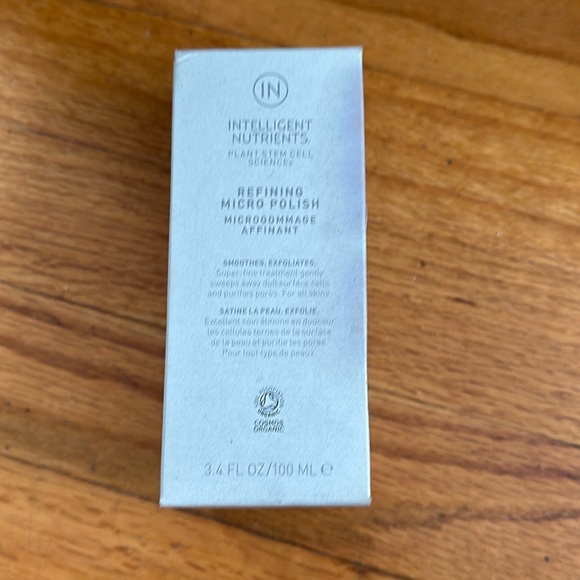 IN
INTELLIGENT
NUTRIENTS.
PLANT STEM CELL
SCIENCE®
REFINING
MICRO POLISH
MICROGOMMAGE
AFFINANT
SMOOTHES, EXFOLIATES.
Super-fine treatment gently
sweeps away dull surface cells
and purifies pores. For all skins.
SATINE LA PEAU, EXFOLIE.
Excellent soin élimine en douceur
les cellules ternes de la surface
de la peau et purifie les pores.
Pour tout type de peaux.
ORGANIC
COSMOS
ORGANIC
3.4 FL OZ/100 ML ℮